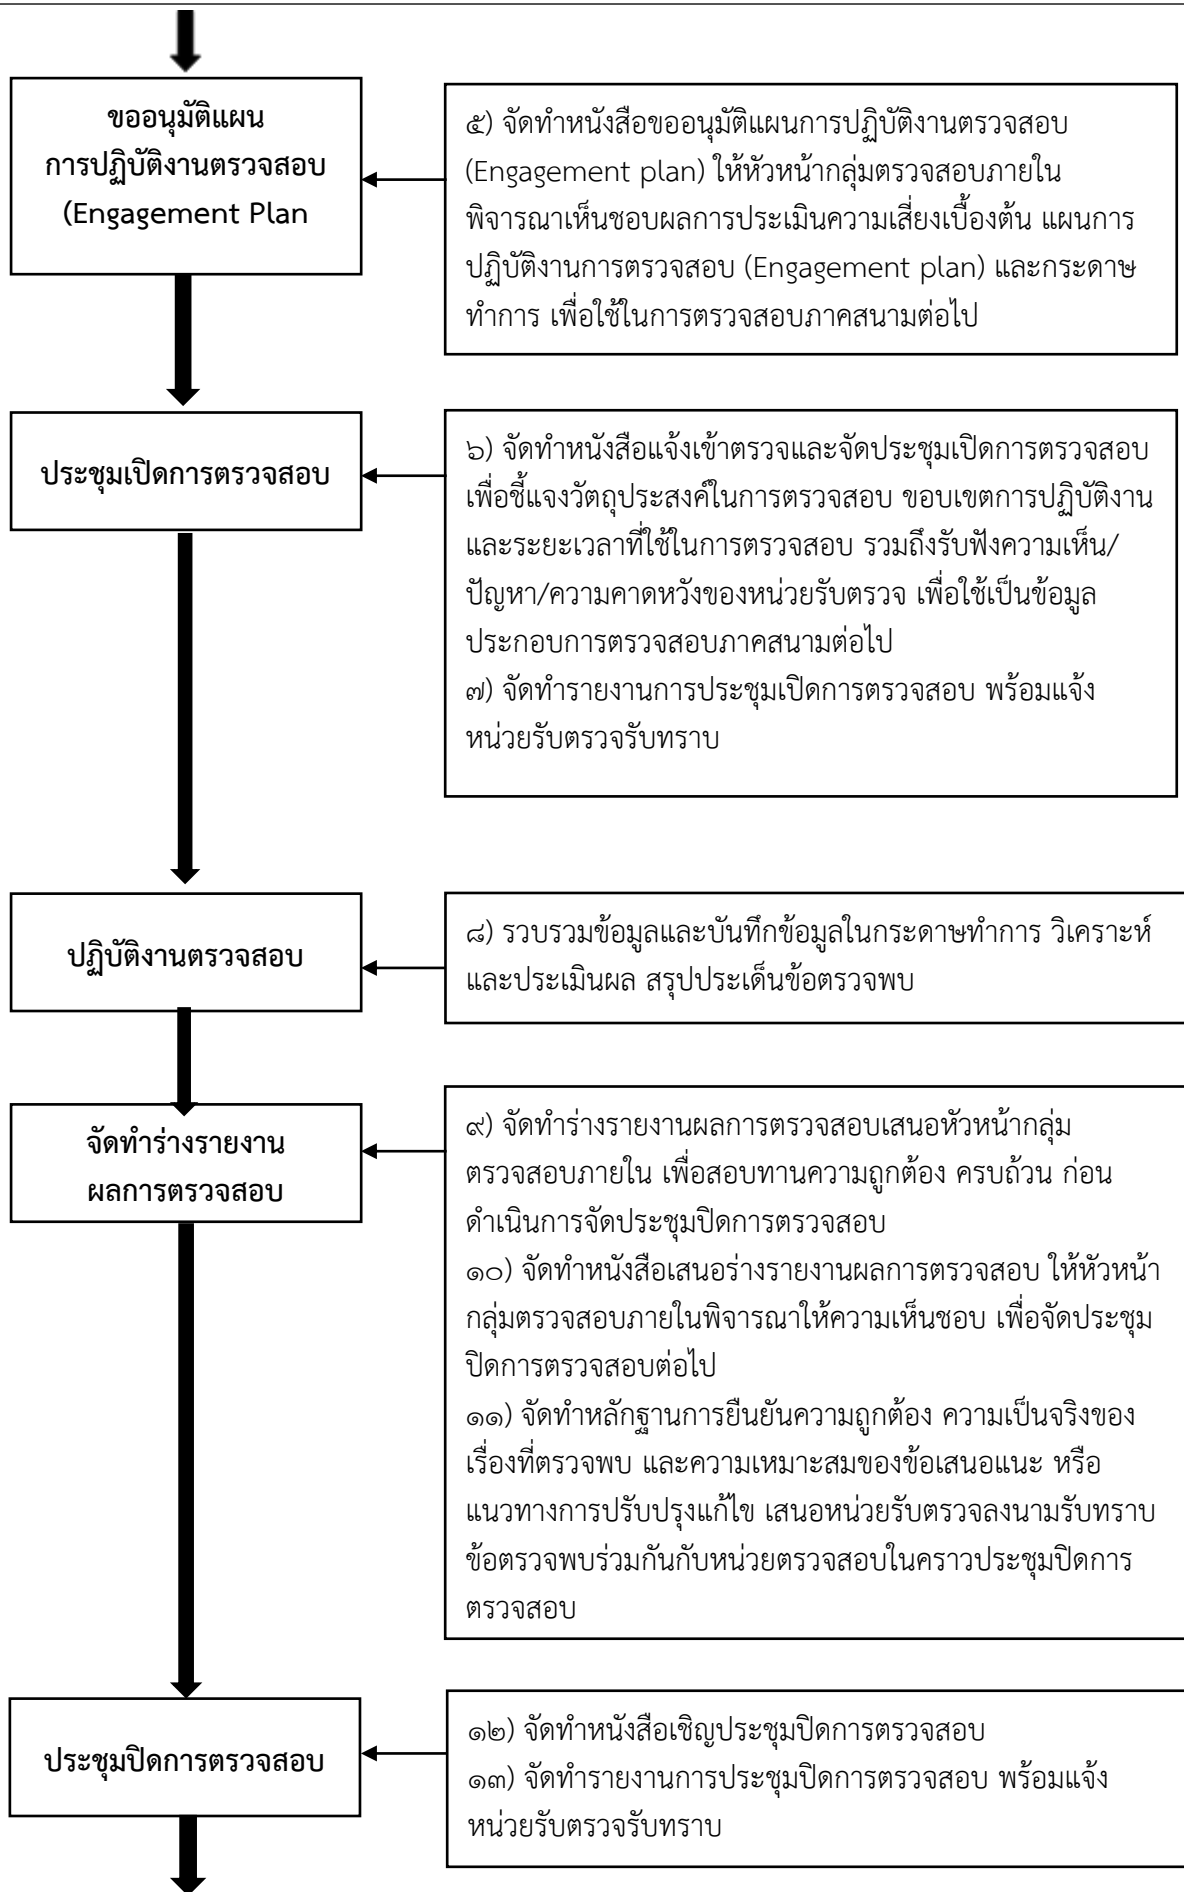 ขออนุมัติแผน
การปฏิบัติงานตรวจสอบ
(Engagement Plan
๕) จัดทำหนังสือขออนุมัติแผนการปฏิบัติงานตรวจสอบ
(Engagement plan) ให้หัวหน้ากลุ่มตรวจสอบภายใน
พิจารณาเห็นชอบผลการประเมินความเสี่ยงเบื้องต้น แผนการ
ปฏิบัติงานการตรวจสอบ (Engagement plan) และกระดาษ
ทำการ เพื่อใช้ในการตรวจสอบภาคสนามต่อไป
ประชุมเปิดการตรวจสอบ
๖) จัดทำหนังสือแจ้งเข้าตรวจและจัดประชุมเปิดการตรวจสอบ
เพื่อชี้แจงวัตถุประสงค์ในการตรวจสอบ ขอบเขตการปฏิบัติงาน
และระยะเวลาที่ใช้ในการตรวจสอบ รวมถึงรับฟังความเห็น/
ปัญหา/ความคาดหวังของหน่วยรับตรวจ เพื่อใช้เป็นข้อมูล
ประกอบการตรวจสอบภาคสนามต่อไป
๗) จัดทำรายงานการประชุมเปิดการตรวจสอบ พร้อมแจ้ง
หน่วยรับตรวจรับทราบ
ปฏิบัติงานตรวจสอบ
๘) รวบรวมข้อมูลและบันทึกข้อมูลในกระดาษทำการ วิเคราะห์
และประเมินผล สรุปประเด็นข้อตรวจพบ
จัดทำร่างรายงาน
ผลการตรวจสอบ
๙) จัดทำร่างรายงานผลการตรวจสอบเสนอหัวหน้ากลุ่ม
ตรวจสอบภายใน เพื่อสอบทานความถูกต้อง ครบถ้วน ก่อน
ดำเนินการจัดประชุมปิดการตรวจสอบ
๑๐) จัดทำหนังสือเสนอร่างรายงานผลการตรวจสอบ ให้หัวหน้า
กลุ่มตรวจสอบภายในพิจารณาให้ความเห็นชอบ เพื่อจัดประชุม
ปิดการตรวจสอบต่อไป
๑๑) จัดทำหลักฐานการยืนยันความถูกต้อง ความเป็นจริงของ
เรื่องที่ตรวจพบ และความเหมาะสมของข้อเสนอแนะ หรือ
แนวทางการปรับปรุงแก้ไข เสนอหน่วยรับตรวจลงนามรับทราบ
ข้อตรวจพบร่วมกันกับหน่วยตรวจสอบในคราวประชุมปิดการ
ตรวจสอบ
ประชุมปิดการตรวจสอบ
๑๒) จัดทำหนังสือเชิญประชุมปิดการตรวจสอบ
๑๓) จัดทำรายงานการประชุมปิดการตรวจสอบ พร้อมแจ้ง
หน่วยรับตรวจรับทราบ